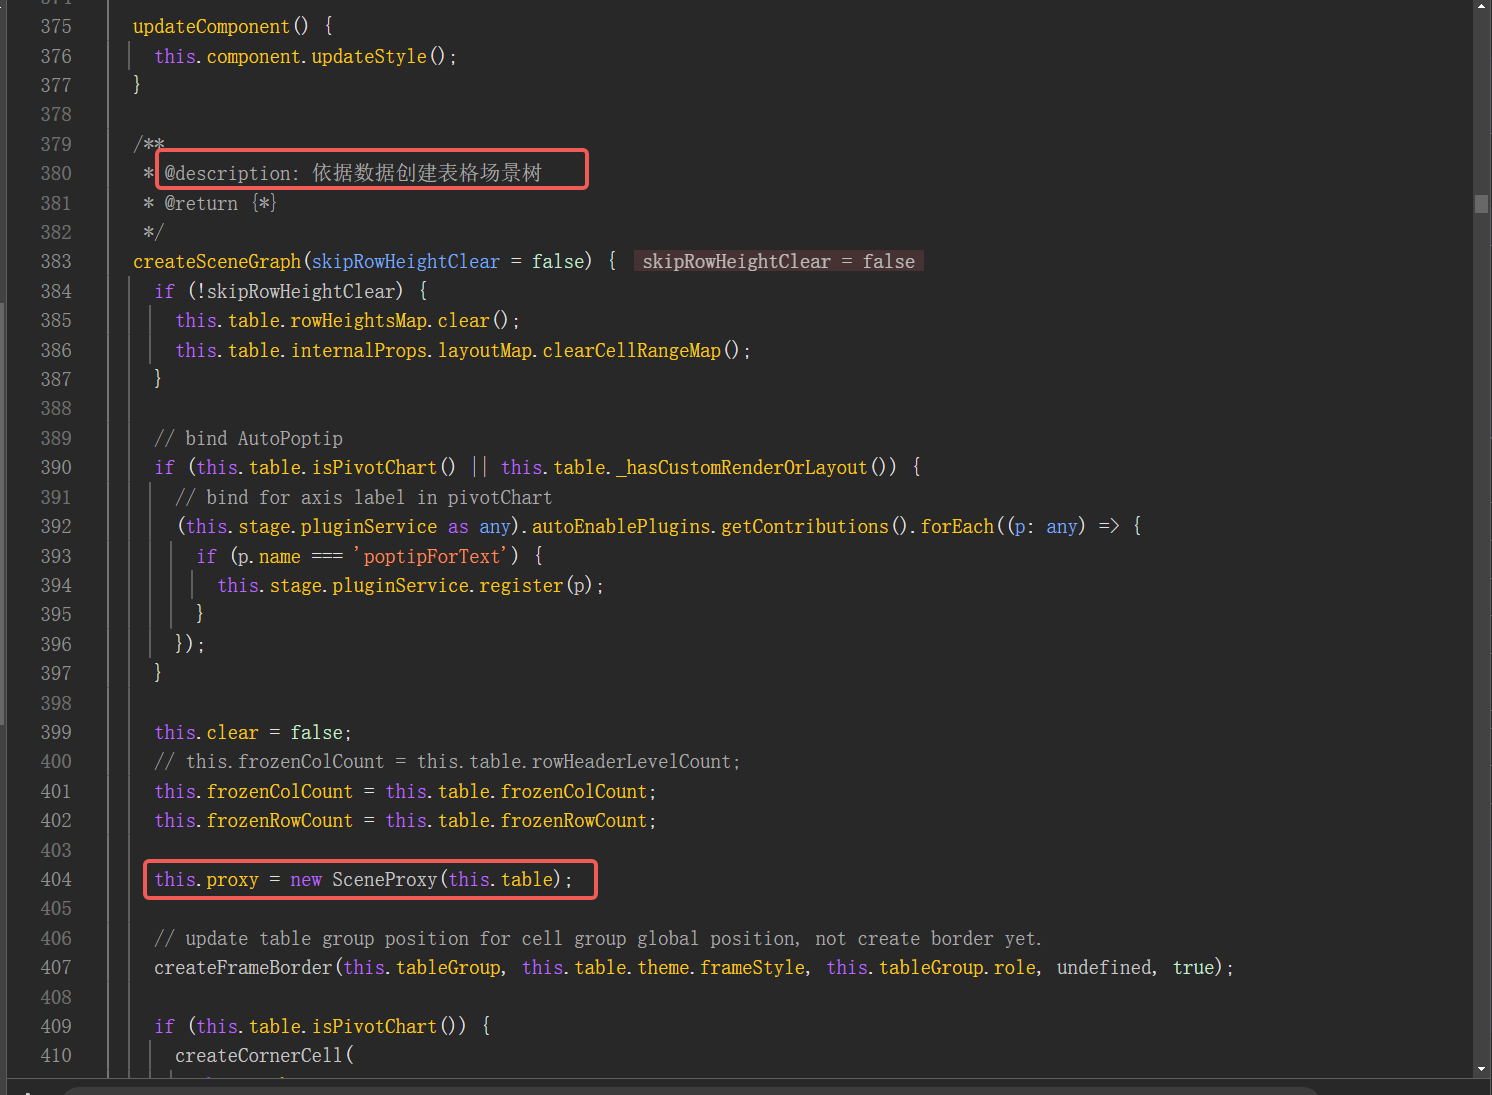 375 updateComponent() {
376 this.component.updateStyle();
377 }
378
379 /**
380 * @description: 依据数据创建表格场景树
381 * @return {*}
382 */
383 createSceneGraph(skipRowHeightClear = false) { skipRowHeightClear = false
384 if (!skipRowHeightClear) {
385 this.table.rowHeightsMap.clear();
386 this.table.internalProps.layoutMap.clearCellRangeMap();
387 }
388
389 // bind AutoPoptip
390 if (this.table.isPivotChart() || this.table._hasCustomRenderOrLayout()) {
391 // bind for axis label in pivotChart
392 (this.stage.pluginService as any).autoEnablePlugins.getContributions().forEach((p: any) => {
393 if (p.name === 'poptipForText') {
394 this.stage.pluginService.register(p);
395 }
396 });
397 }
398
399 this.clear = false;
400 // this.frozenColCount = this.table.rowHeaderLevelCount;
401 this.frozenColCount = this.table.frozenColCount;
402 this.frozenRowCount = this.table.frozenRowCount;
403
404 this.proxy = new SceneProxy(this.table);
405
406 // update table group position for cell group global position, not create border yet.
407 createFrameBorder(this.tableGroup, this.table.theme.frameStyle, this.tableGroup.role, undefined, true);
408
409 if (this.table.isPivotChart()) {
410 createCornerCell(